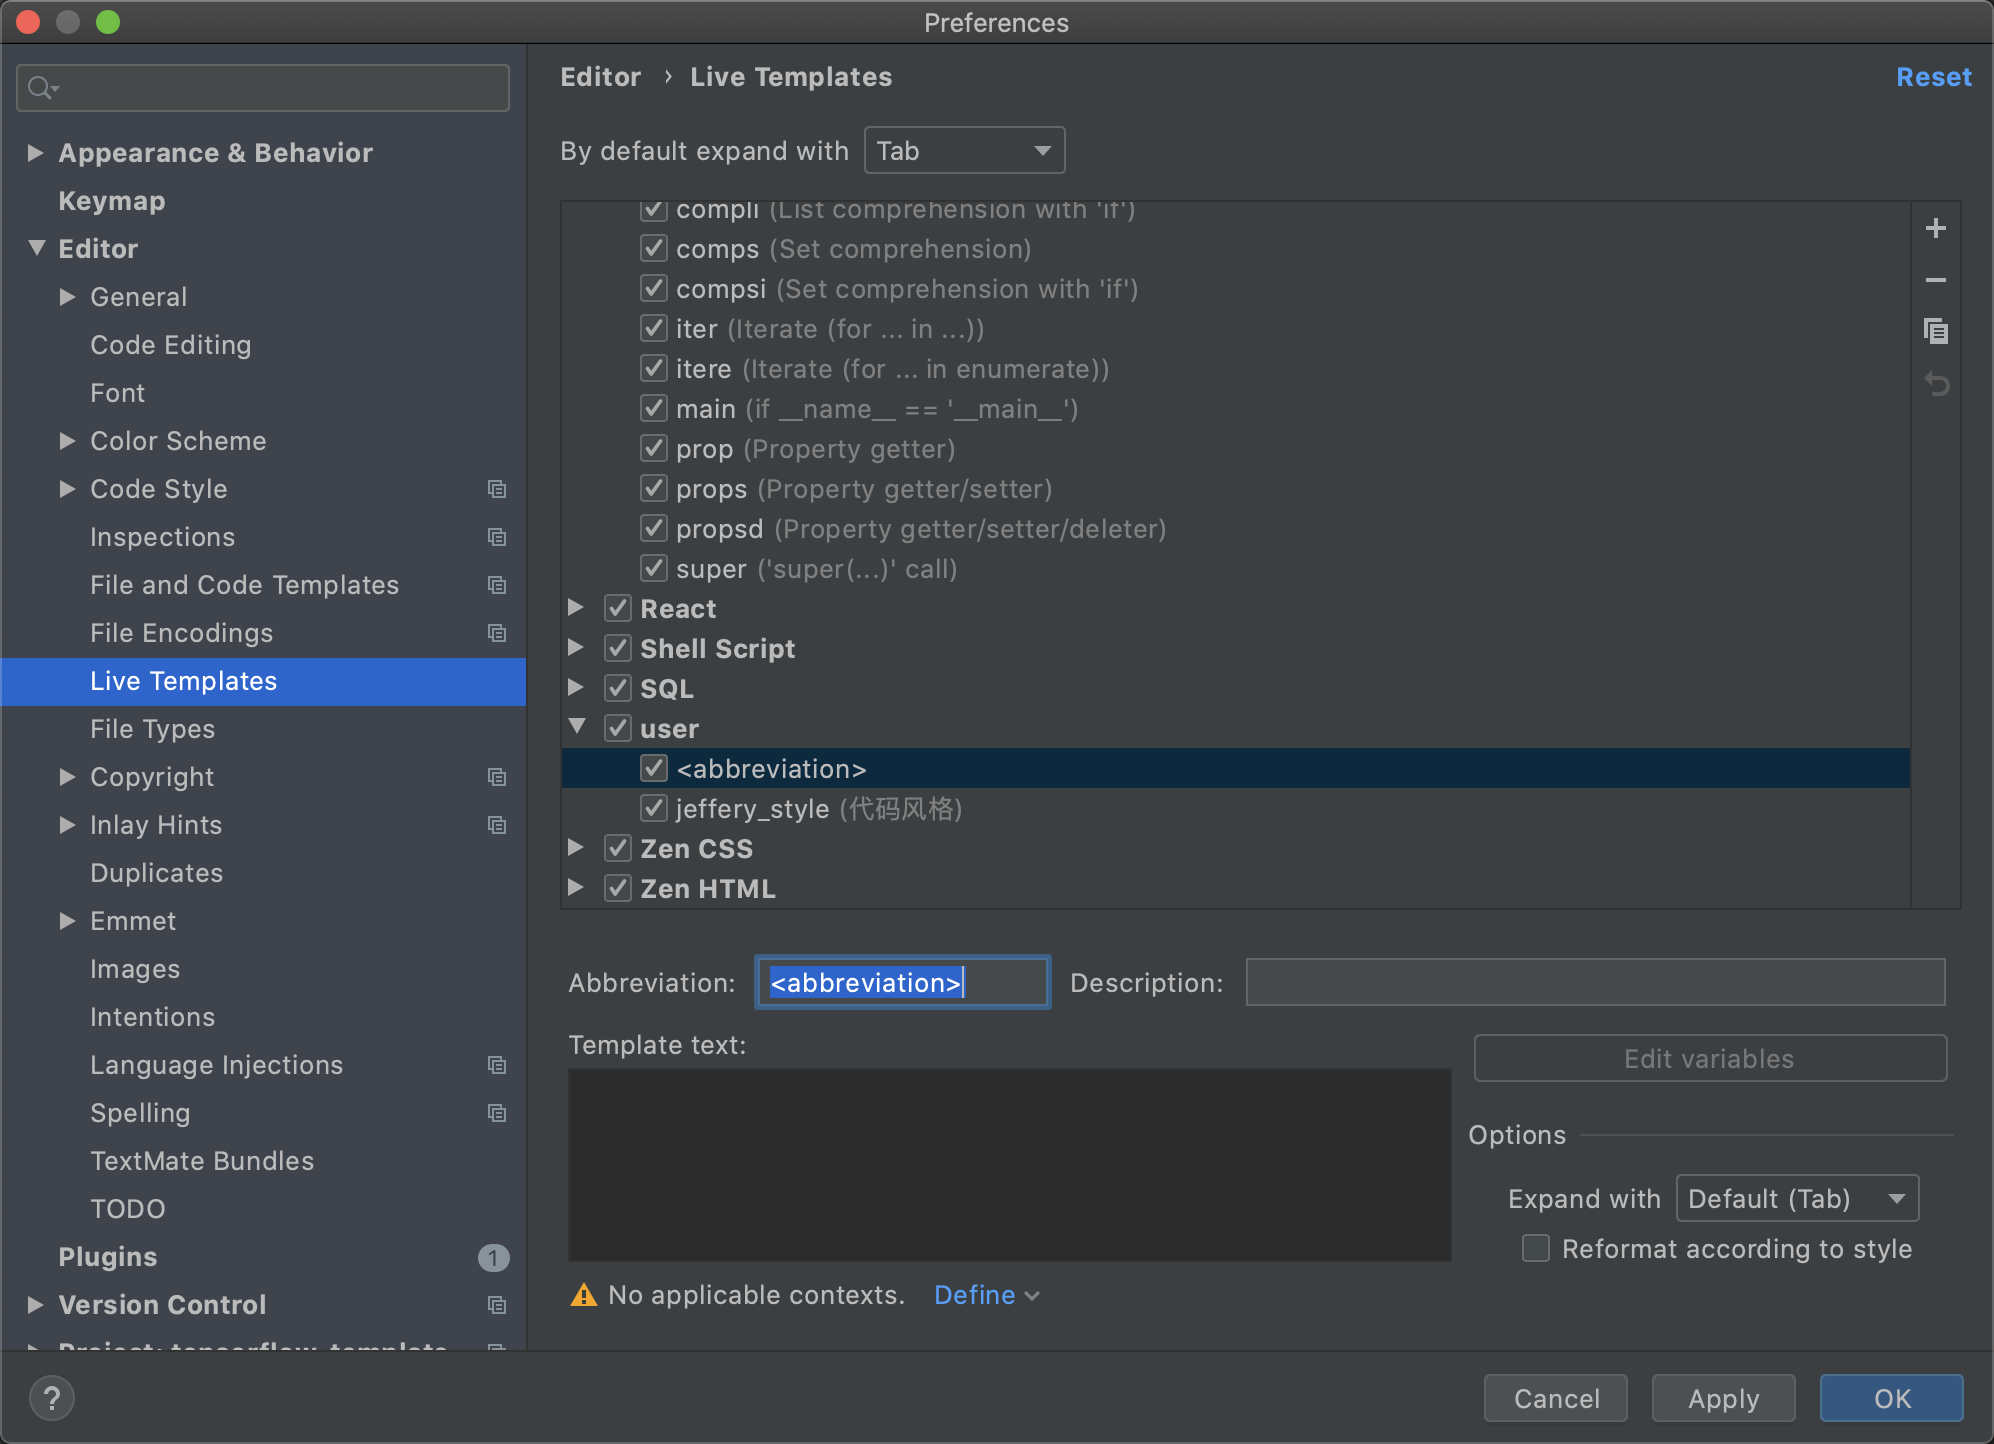 Preferences
Appearance & Behavior
Keymap
Editor
General
Code Editing
Font
Color Scheme
Code Style
Inspections
File and Code Templates
File Encodings
Live Templates
File Types
Copyright
Inlay Hints
Duplicates
Emmet
Images
Intentions
Language Injections
Spelling
TextMate Bundles
TODO
Plugins 1
Version Control
Project: tensorflow_template
Editor › Live Templates
Reset
By default expand with Tab
compli (List comprehension with 'if')
comps (Set comprehension)
compsi (Set comprehension with 'if')
iter (Iterate (for ... in ...))
itere (Iterate (for ... in enumerate))
main (if __name__ == '__main__')
prop (Property getter)
props (Property getter/setter)
propsd (Property getter/setter/deleter)
super ('super(...)' call)
React
Shell Script
SQL
user
<abbreviation>
jeffery_style (代码风格)
Zen CSS
Zen HTML
Abbreviation: <abbreviation> Description:
Template text:
Edit variables
Options
Expand with Default (Tab)
Reformat according to style
No applicable contexts. Define
? Cancel Apply OK